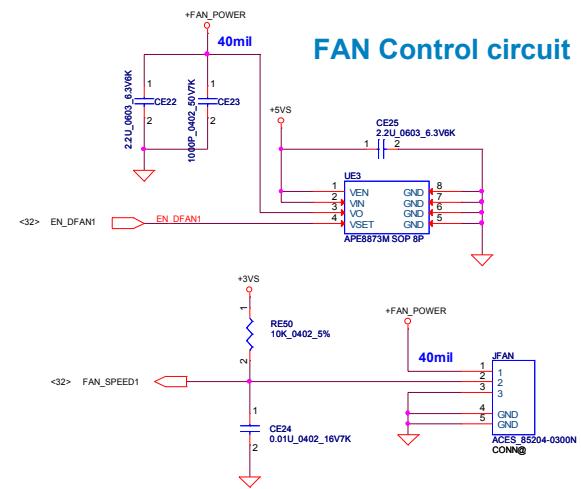 +FAN_POWER
40mil
FAN Control circuit
1
1
CE22
CE23
2
2
2.2U_0603_6.3V6K
1000P_0402_50V7K
+5VS
CE25
2.2U_0603_6.3V6K
1 2
UE3
1 VEN GND 8
2 VIN GND 7
3 VO GND 6
4 VSET GND 5
APE8873M SOP 8P
<32> EN_DFAN1 EN_DFAN1
+3VS
1
RE50
10K_0402_5%
2
+FAN_POWER
40mil
JFAN
1 1
2 2
3 3
4 GND
5 GND
ACES_85204-0300N
CONN@
<32> FAN_SPEED1
1
CE24
0.01U_0402_16V7K
2